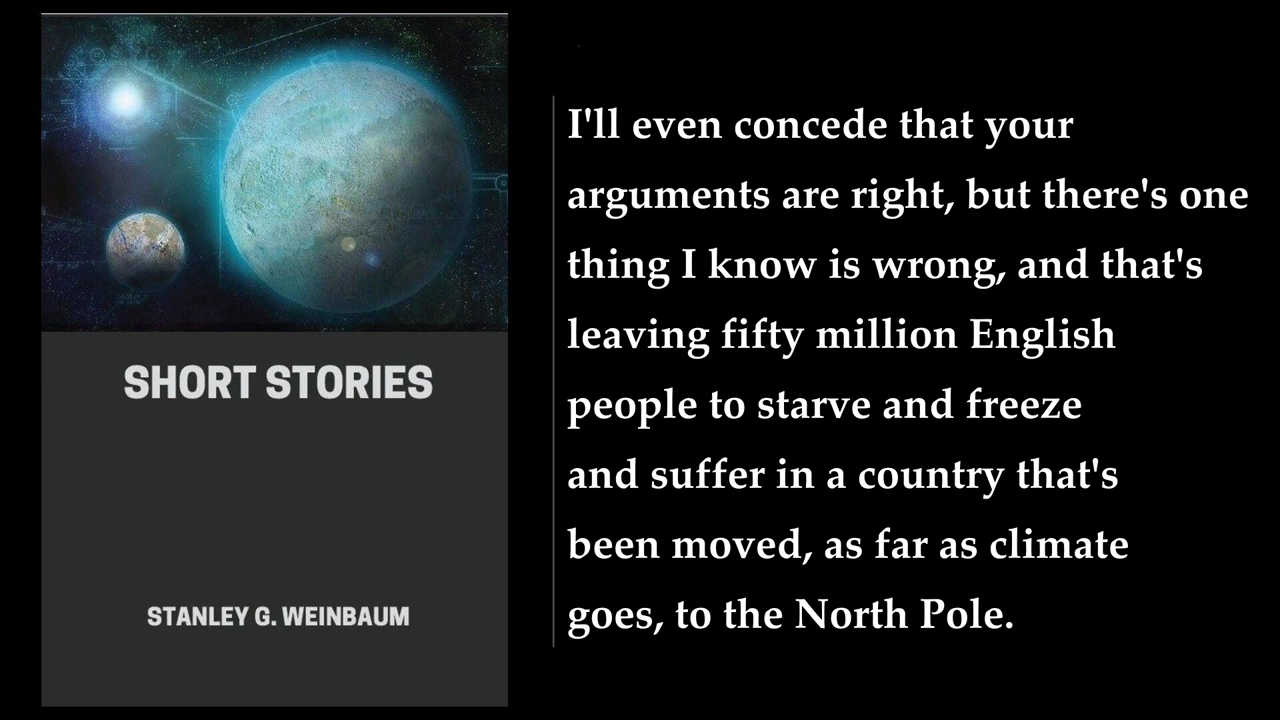 SHORT STORIES
STANLEY G. WEINBAUM
I'll even concede that your
arguments are right, but there's one
thing I know is wrong, and that's
leaving fifty million English
people to starve and freeze
and suffer in a country that's
been moved, as far as climate
goes, to the North Pole.